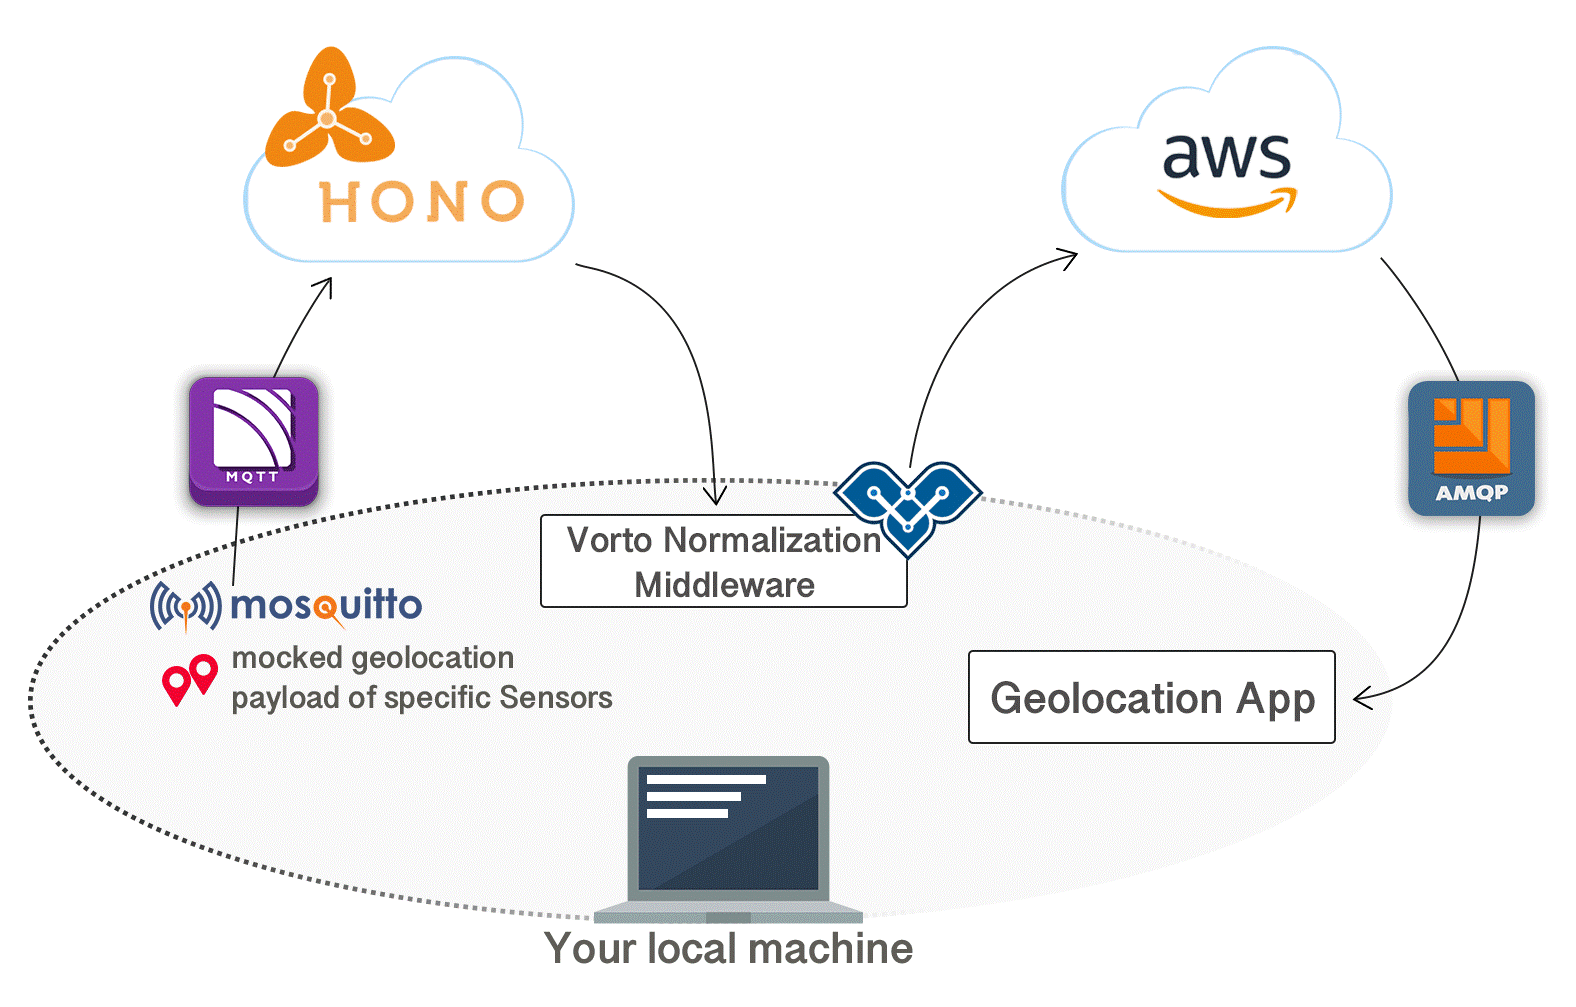 HONO
aws
MQTT
AMQP
Vorto Normalization
Middleware
mosquitto
mocked geolocation
payload of specific Sensors
Geolocation App
Your local machine